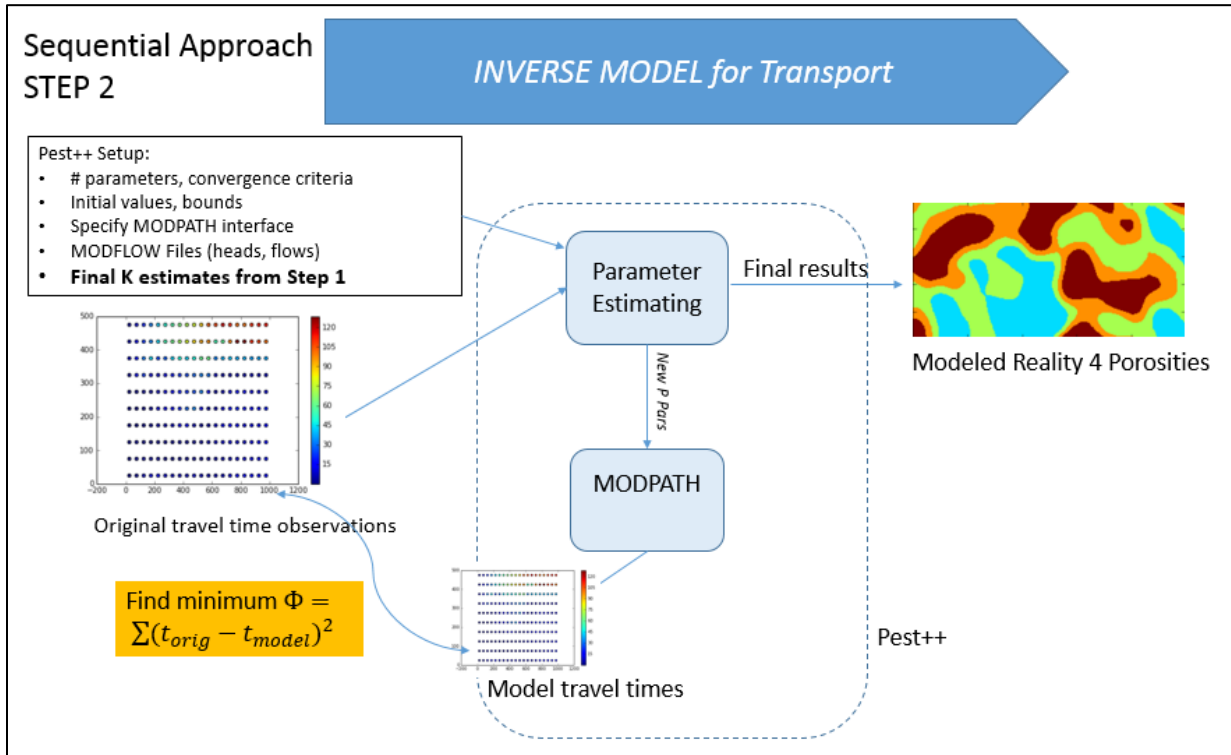 Sequential Approach
STEP 2
INVERSE MODEL for Transport
Pest++ Setup:
• # parameters, convergence criteria
• Initial values, bounds
• Specify MODPATH interface
• MODFLOW Files (heads, flows)
• Final K estimates from Step 1
Parameter
Estimating
Final results
Modeled Reality 4 Porosities
New P Pars
MODPATH
500
400
300
200
100
0
-200 0 200 400 600 800 1000 1200
120
105
90
75
60
45
30
15
Original travel time observations
Find minimum Φ =
∑(t_orig − t_model)²
Model travel times
Pest++